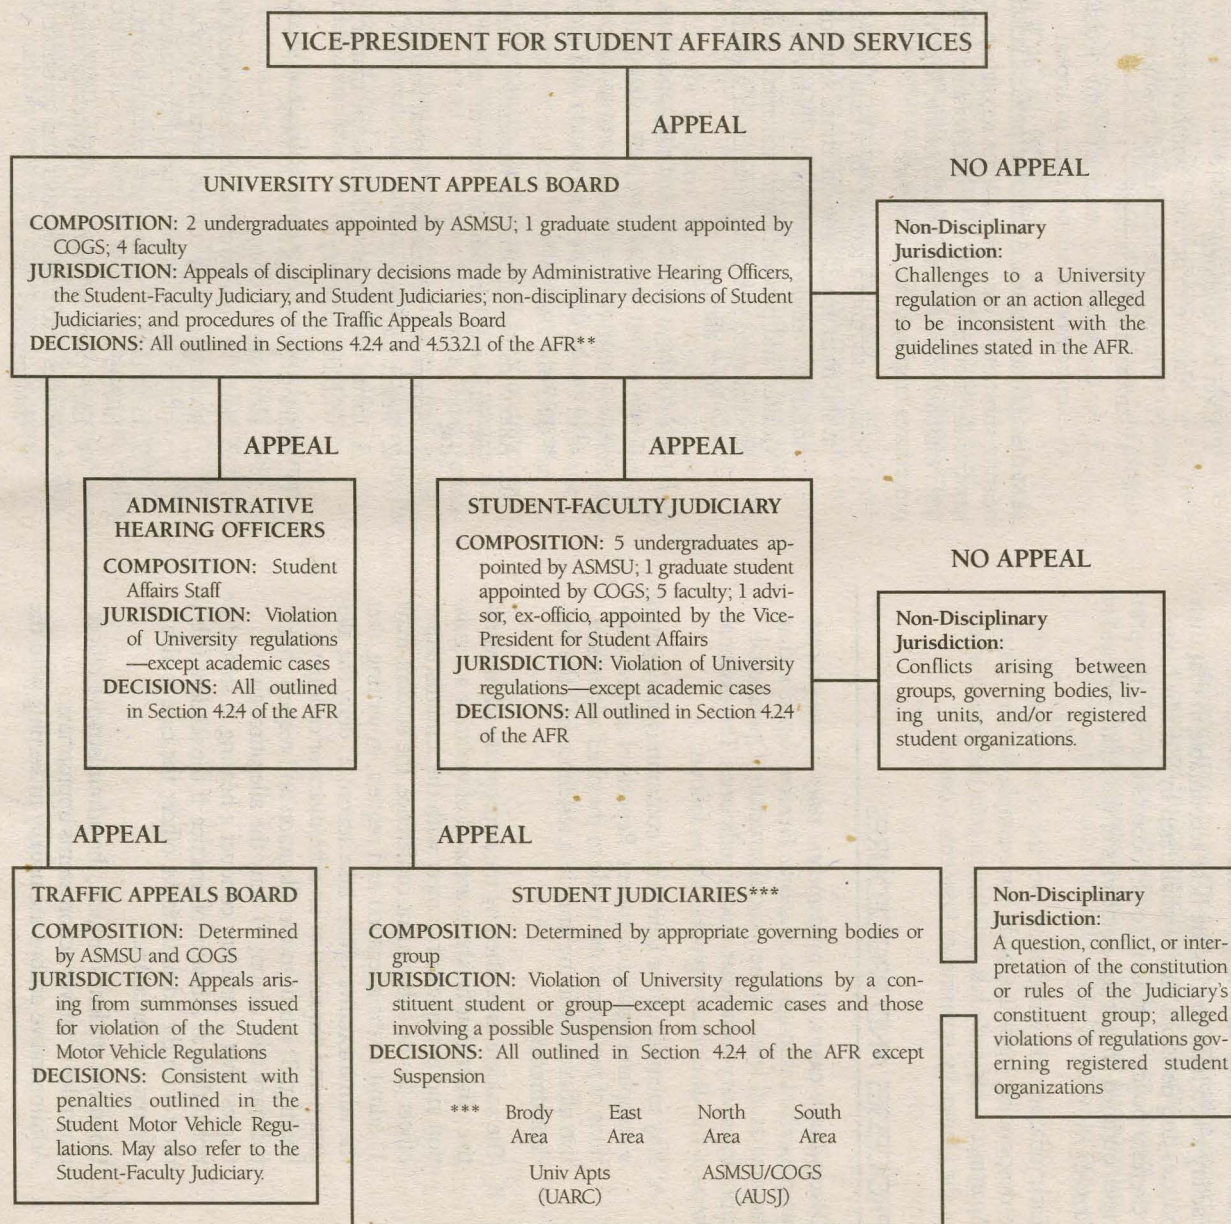 VICE-PRESIDENT FOR STUDENT AFFAIRS AND SERVICES
APPEAL
UNIVERSITY STUDENT APPEALS BOARD
COMPOSITION: 2 undergraduates appointed by ASMSU; 1 graduate student appointed by
COGS; 4 faculty
JURISDICTION: Appeals of disciplinary decisions made by Administrative Hearing Officers,
the Student-Faculty Judiciary, and Student Judiciaries; non-disciplinary decisions of Student
Judiciaries; and procedures of the Traffic Appeals Board
DECISIONS: All outlined in Sections 4.2.4 and 4.5.3.2.1 of the AFR**
NO APPEAL
Non-Disciplinary
Jurisdiction:
Challenges to a University
regulation or an action alleged
to be inconsistent with the
guidelines stated in the AFR.
APPEAL
ADMINISTRATIVE
HEARING OFFICERS
COMPOSITION: Student
Affairs Staff
JURISDICTION: Violation
of University regulations
—except academic cases
DECISIONS: All outlined
in Section 4.2.4 of the AFR
APPEAL
STUDENT-FACULTY JUDICIARY
COMPOSITION: 5 undergraduates ap-
pointed by ASMSU; 1 graduate student
appointed by COGS; 5 faculty; 1 advi-
sor, ex-officio, appointed by the Vice-
President for Student Affairs
JURISDICTION: Violation of University
regulations—except academic cases
DECISIONS: All outlined in Section 4.2.4
of the AFR
NO APPEAL
Non-Disciplinary
Jurisdiction:
Conflicts arising between
groups, governing bodies, liv-
ing units, and/or registered
student organizations.
APPEAL
TRAFFIC APPEALS BOARD
COMPOSITION: Determined
by ASMSU and COGS
JURISDICTION: Appeals aris-
ing from summonses issued
for violation of the Student
Motor Vehicle Regulations
DECISIONS: Consistent with
penalties outlined in the
Student Motor Vehicle Regu-
lations. May also refer to the
Student-Faculty Judiciary.
APPEAL
STUDENT JUDICIARIES***
COMPOSITION: Determined by appropriate governing bodies or
group
JURISDICTION: Violation of University regulations by a con-
stituent student or group—except academic cases and those
involving a possible Suspension from school
DECISIONS: All outlined in Section 4.2.4 of the AFR except
Suspension
*** Brody East North South
Area Area Area Area
Univ Apts ASMSU/COGS
(UARC) (AUSJ)
Non-Disciplinary
Jurisdiction:
A question, conflict, or inter-
pretation of the constitution
or rules of the Judiciary's
constituent group; alleged
violations of regulations gov-
erning registered student
organizations